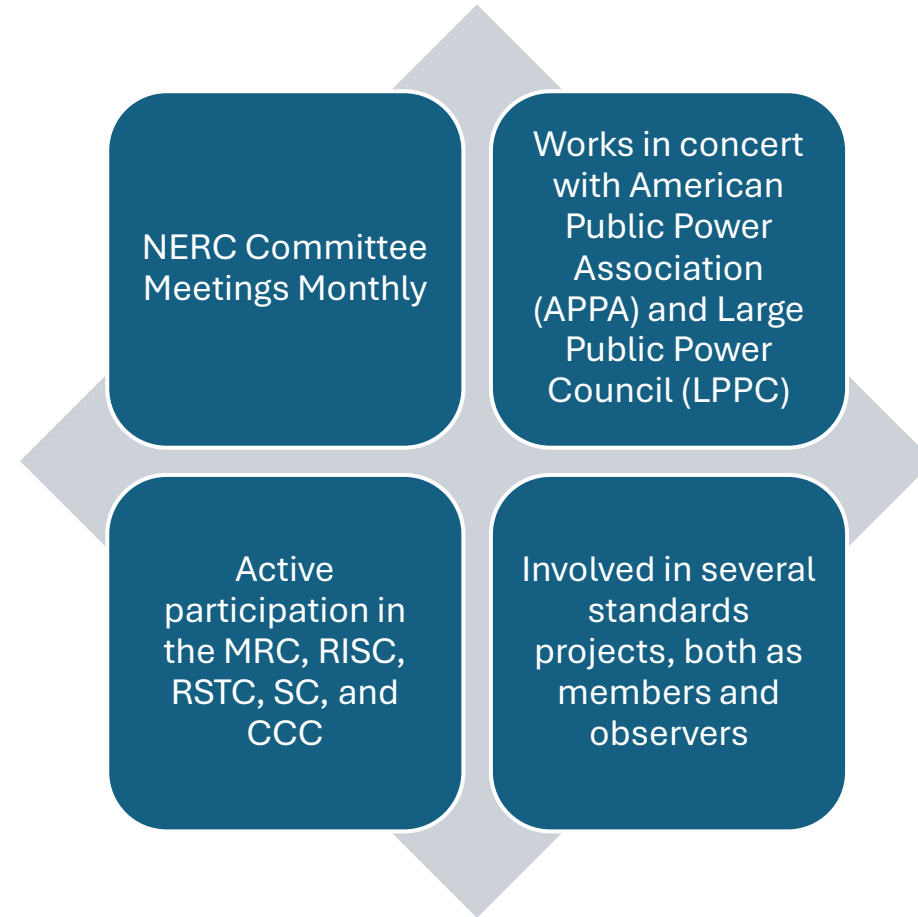 NERC Committee
Meetings Monthly
Works in concert
with American
Public Power
Association
(APPA) and Large
Public Power
Council (LPPC)
Active
participation in
the MRC, RISC,
RSTC, SC, and
CCC
Involved in several
standards
projects, both as
members and
observers